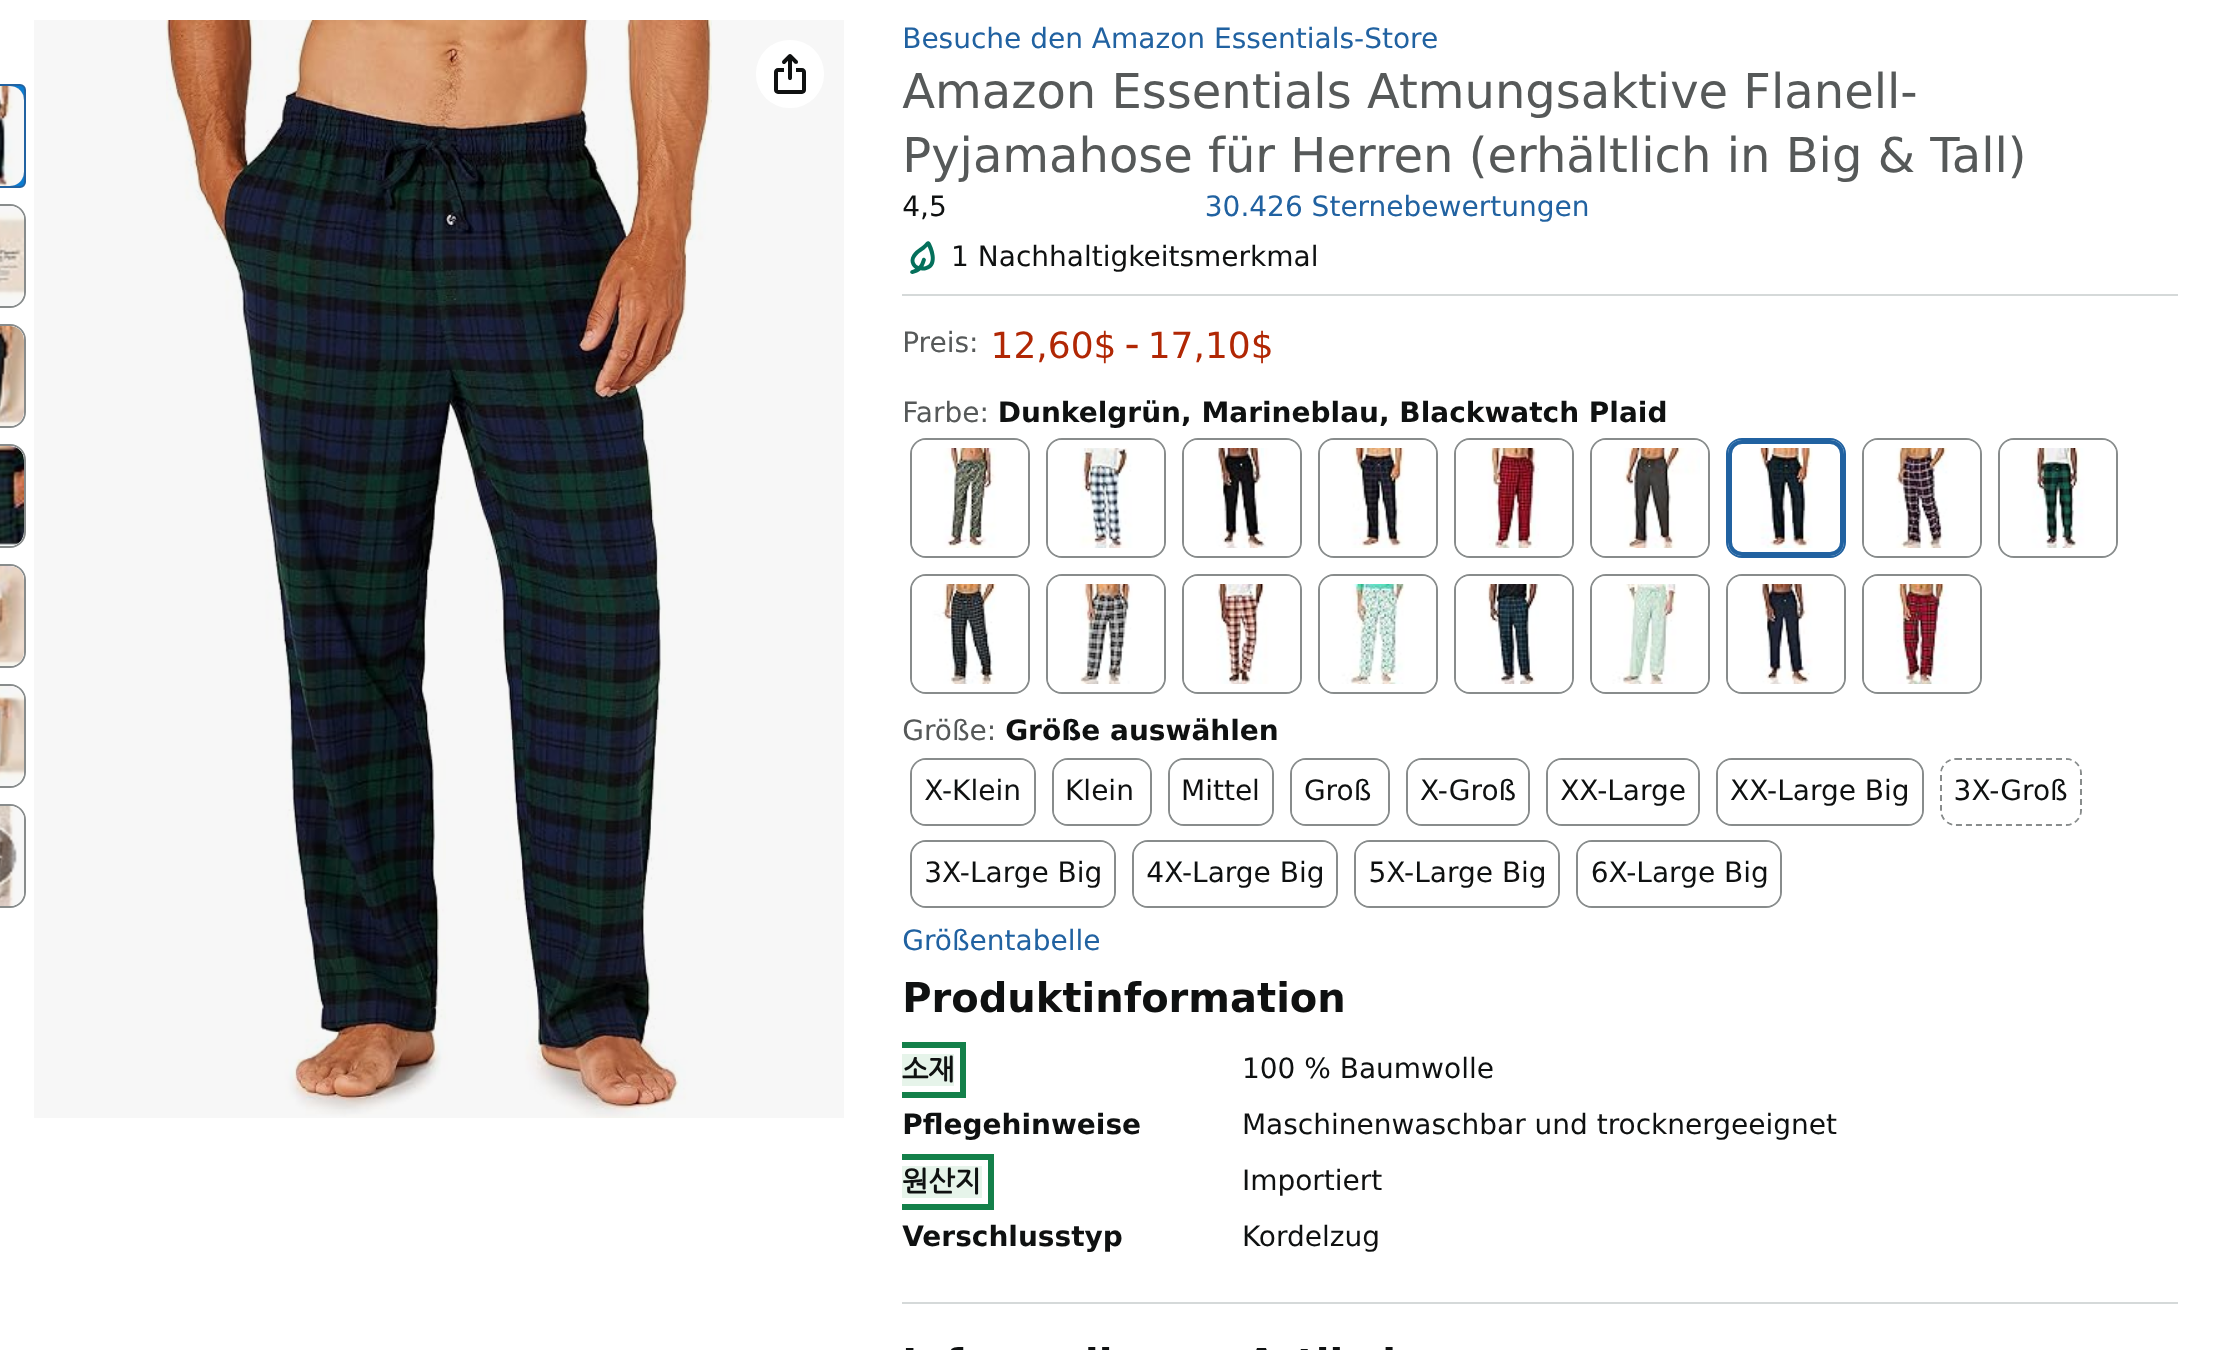 Besuche den Amazon Essentials-Store
Amazon Essentials Atmungsaktive Flanell-
Pyjamahose für Herren (erhältlich in Big & Tall)
4,5 30.426 Sternebewertungen
1 Nachhaltigkeitsmerkmal
Preis: 12,60$ - 17,10$
Farbe: Dunkelgrün, Marineblau, Blackwatch Plaid
Größe: Größe auswählen
X-Klein Klein Mittel Groß X-Groß XX-Large XX-Large Big 3X-Groß
3X-Large Big 4X-Large Big 5X-Large Big 6X-Large Big
Größentabelle
Produktinformation
소재 100 % Baumwolle
Pflegehinweise Maschinenwaschbar und trocknergeeignet
원산지 Importiert
Verschlusstyp Kordelzug